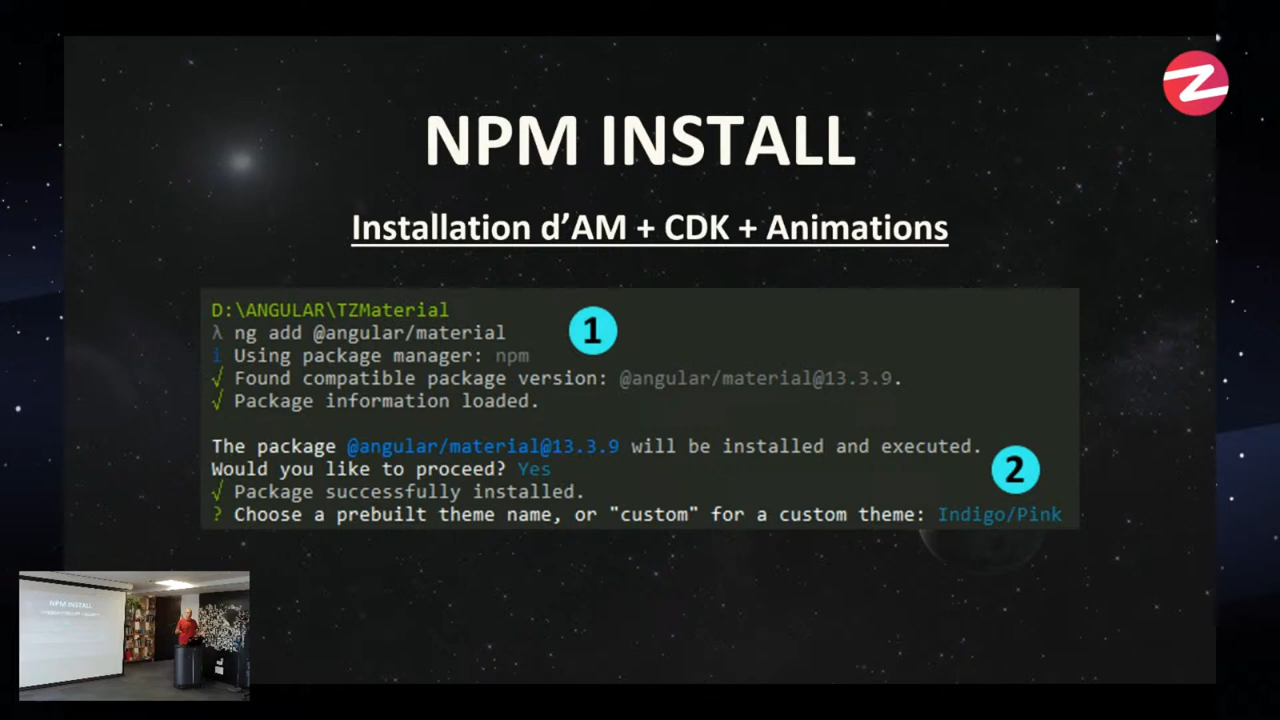 NPM INSTALL
Installation d’AM + CDK + Animations
D:\ANGULAR\TZMaterial
λ ng add @angular/material
1
i Using package manager: npm
√ Found compatible package version: @angular/material@13.3.9.
√ Package information loaded.
The package @angular/material@13.3.9 will be installed and executed.
Would you like to proceed? Yes
2
√ Package successfully installed.
? Choose a prebuilt theme name, or "custom" for a custom theme: Indigo/Pink
NPM INSTALL